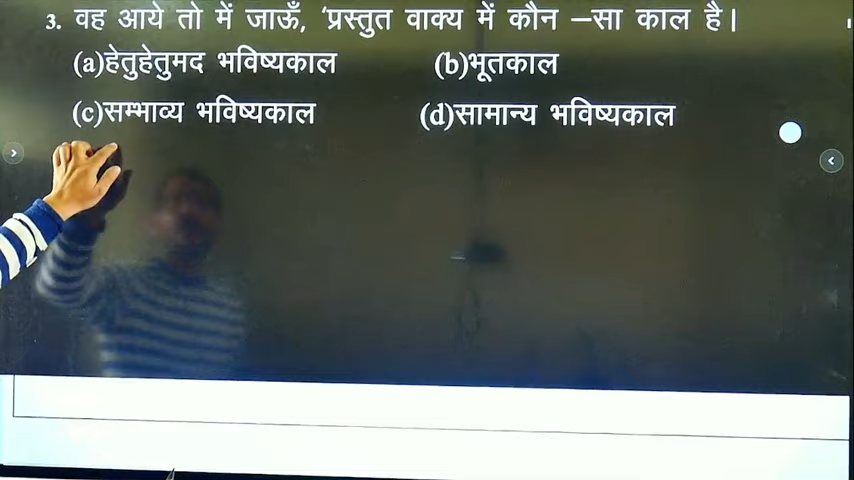 3. वह आये तो में जाऊँ, 'प्रस्तुत वाक्य में कौन –सा काल है।
(a)हेतुहेतुमद भविष्यकाल (b)भूतकाल
(c)सम्भाव्य भविष्यकाल (d)सामान्य भविष्यकाल